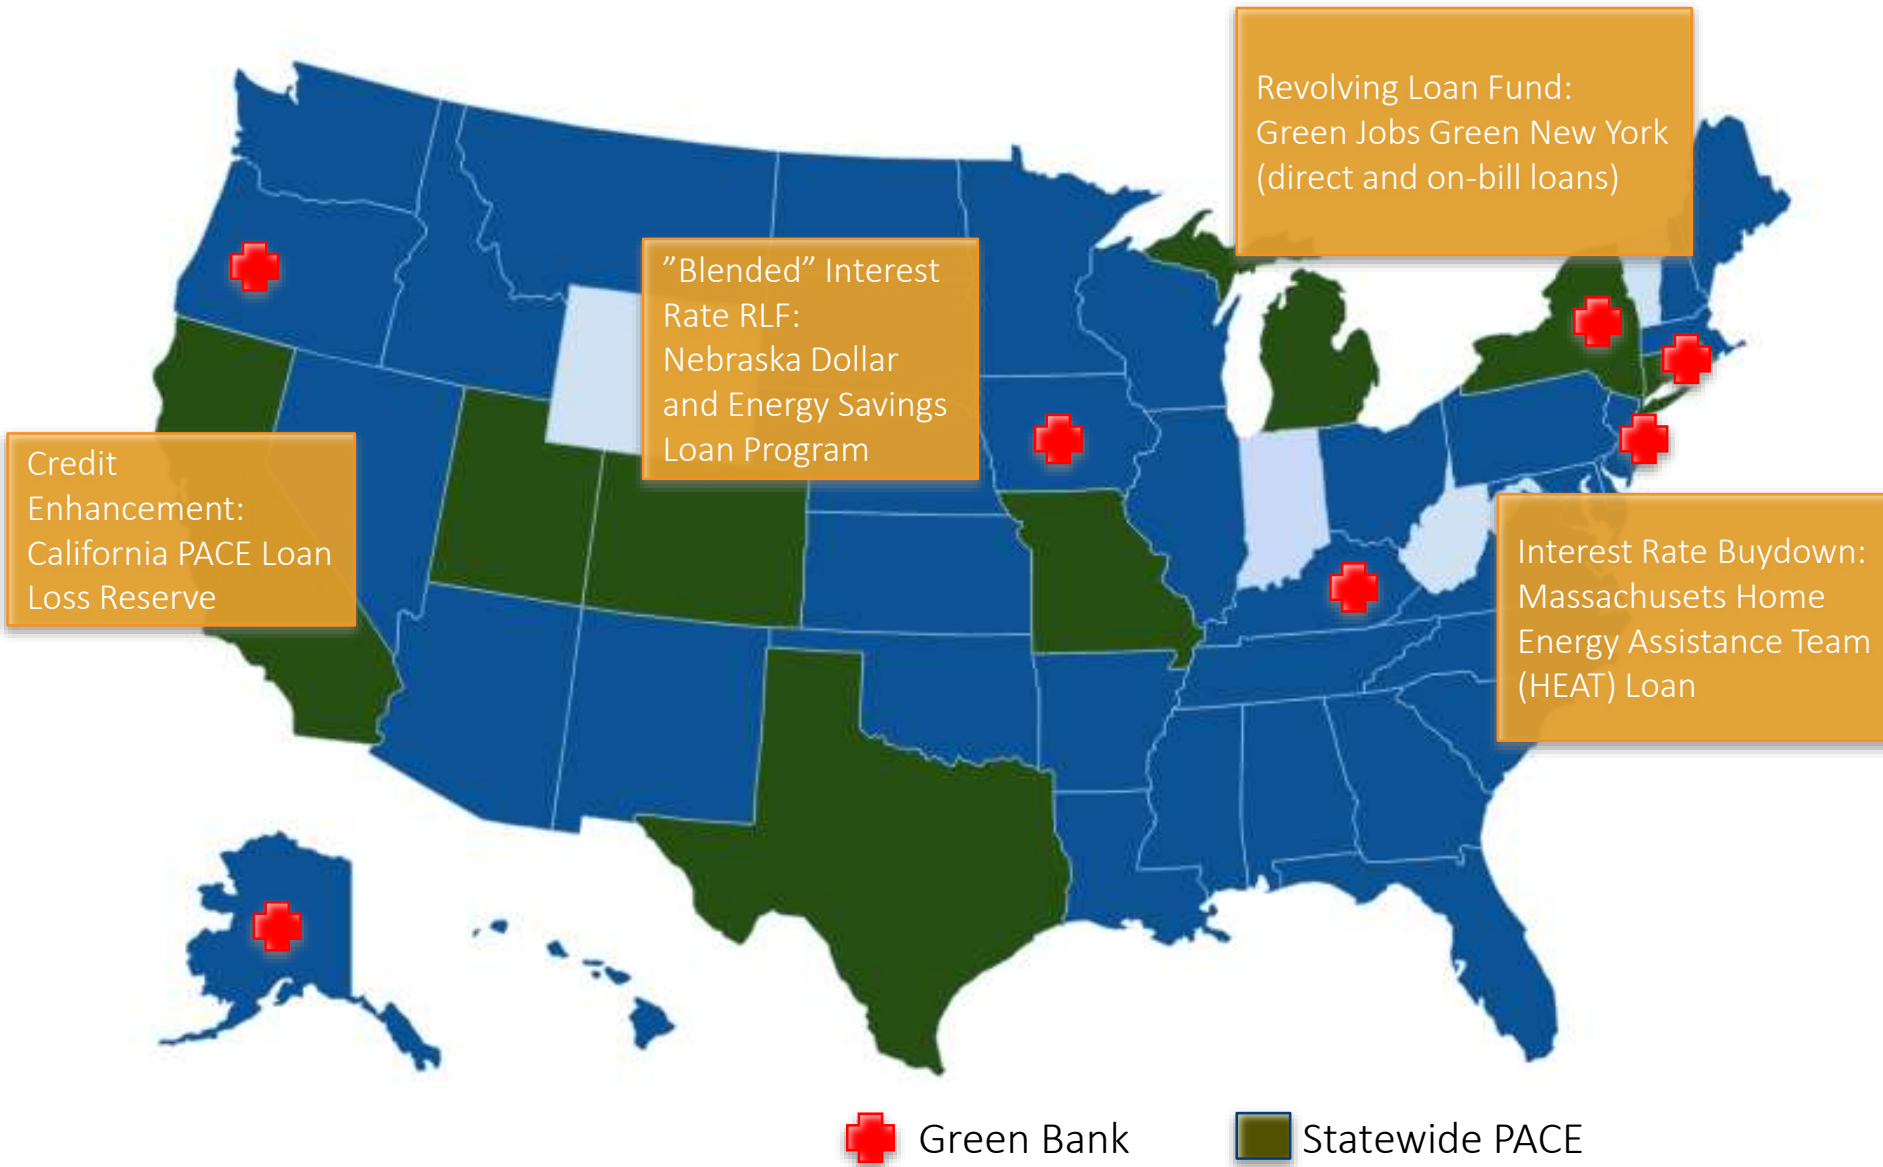 Revolving Loan Fund:
Green Jobs Green New York
(direct and on-bill loans)
”Blended” Interest
Rate RLF:
Nebraska Dollar
and Energy Savings
Loan Program
Credit
Enhancement:
California PACE Loan
Loss Reserve
Interest Rate Buydown:
Massachusets Home
Energy Assistance Team
(HEAT) Loan
Green Bank
Statewide PACE